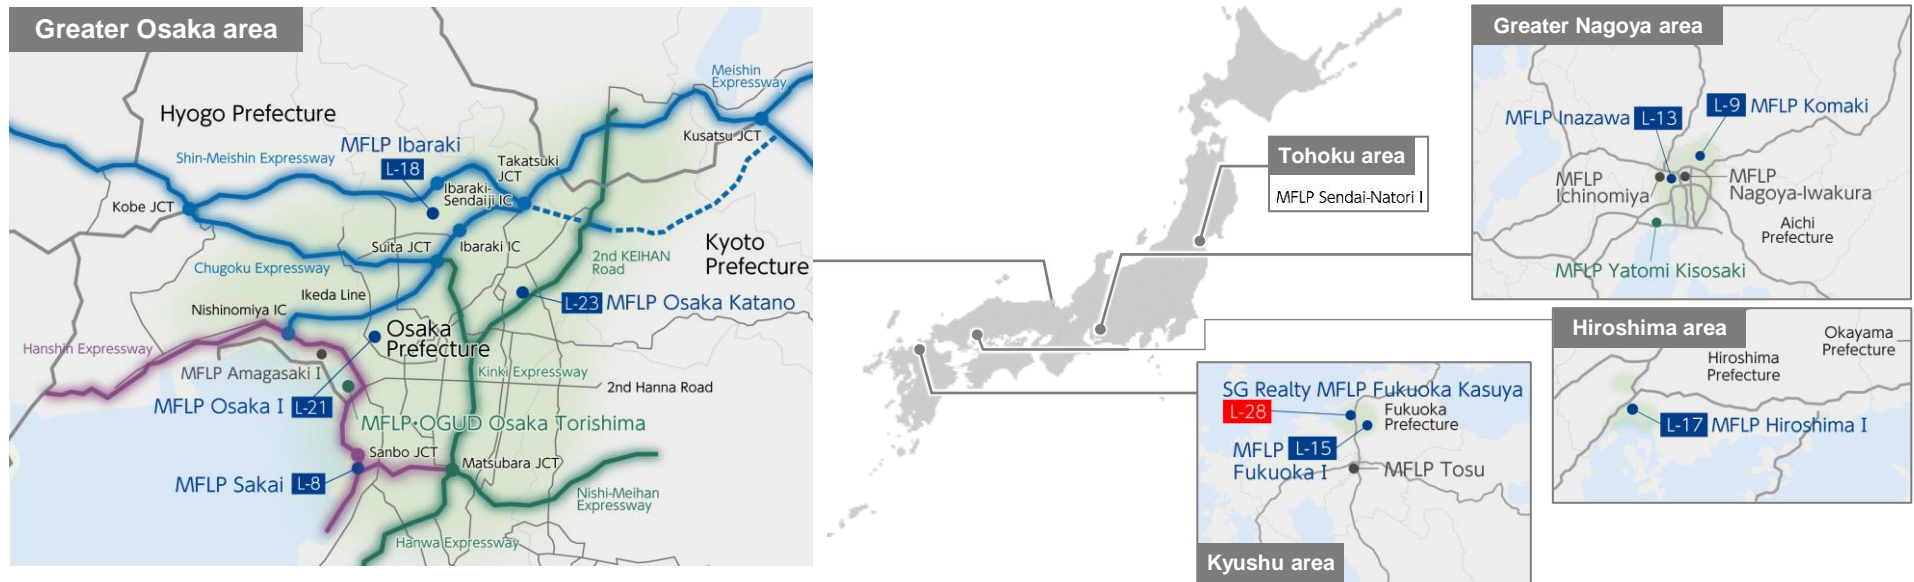 Greater Osaka area
Meishin
Expressway
Hyogo Prefecture
Kusatsu JCT
MFLP Ibaraki
L-18
Shin-Meishin Expressway
Takatsuki
JCT
Ibaraki-
Sendaiji IC
Kobe JCT
Suita JCT
Ibaraki IC
Kyoto
Prefecture
2nd KEIHAN
Road
Chugoku Expressway
Ikeda Line
Nishinomiya IC
L-23 MFLP Osaka Katano
Osaka
Prefecture
Hanshin Expressway
MFLP Amagasaki I
Kinki Expressway
2nd Hanna Road
MFLP Osaka I L-21
MFLP・OGUD Osaka Torishima
Sanbo JCT
Matsubara JCT
MFLP Sakai L-8
Nishi-Meihan
Expressway
Hanwa Expressway
Tohoku area
MFLP Sendai-Natori I
Greater Nagoya area
L-9 MFLP Komaki
MFLP Inazawa L-13
MFLP
Ichinomiya
MFLP
Nagoya-Iwakura
Aichi
Prefecture
MFLP Yatomi Kisosaki
Hiroshima area
Okayama
Prefecture
Hiroshima
Prefecture
L-17 MFLP Hiroshima I
SG Realty MFLP Fukuoka Kasuya
L-28
Fukuoka
Prefecture
MFLP L-15
Fukuoka I
MFLP Tosu
Kyushu area